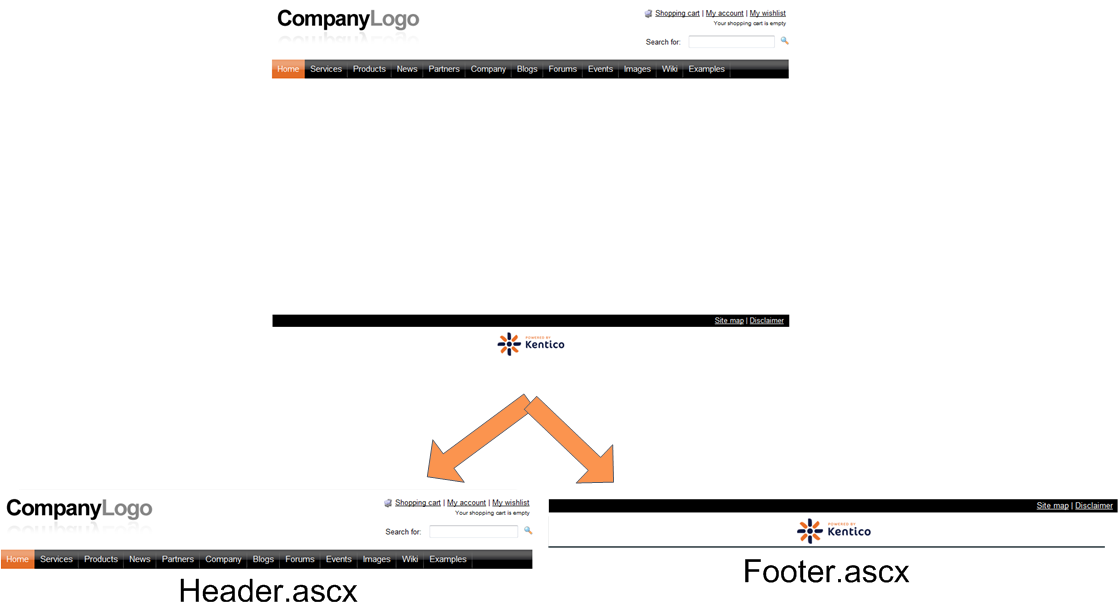 CompanyLogo
Shopping cart | My account | My wishlist
Your shopping cart is empty
Search for:
Home Services Products News Partners Company Blogs Forums Events Images Wiki Examples
Site map | Disclaimer
POWERED BY
Kentico
CompanyLogo
Shopping cart | My account | My wishlist
Your shopping cart is empty
Search for:
Home Services Products News Partners Company Blogs Forums Events Images Wiki Examples
Header.ascx
Site map | Disclaimer
POWERED BY
Kentico
Footer.ascx